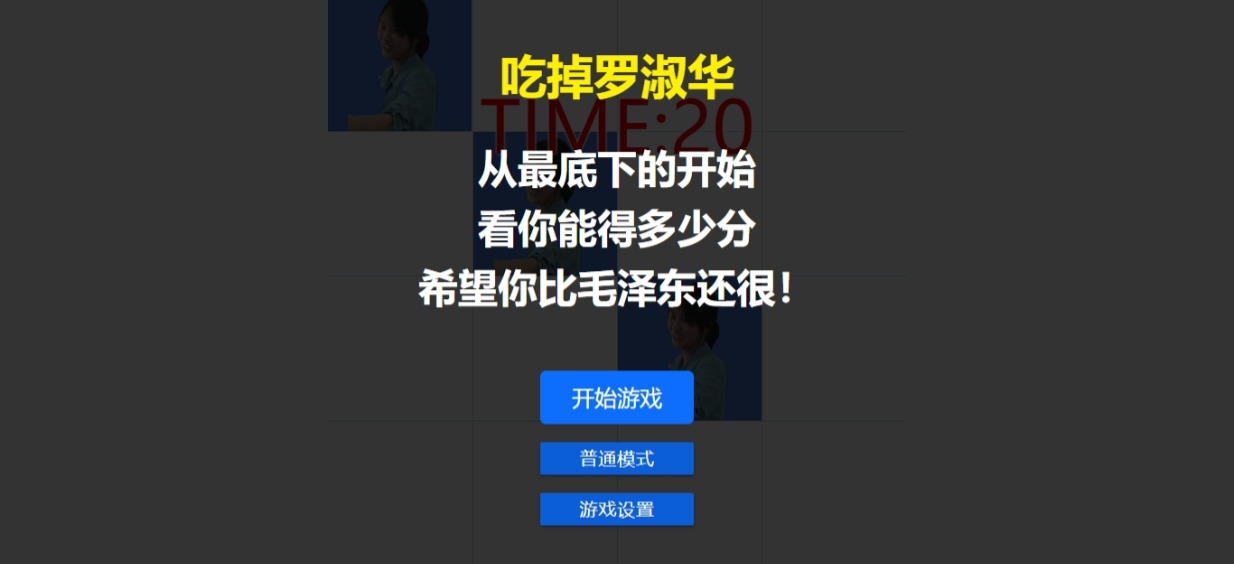 吃掉罗淑华
TIME:20
从最底下的开始
看你能得多少分
希望你比毛泽东还很！
开始游戏
普通模式
游戏设置